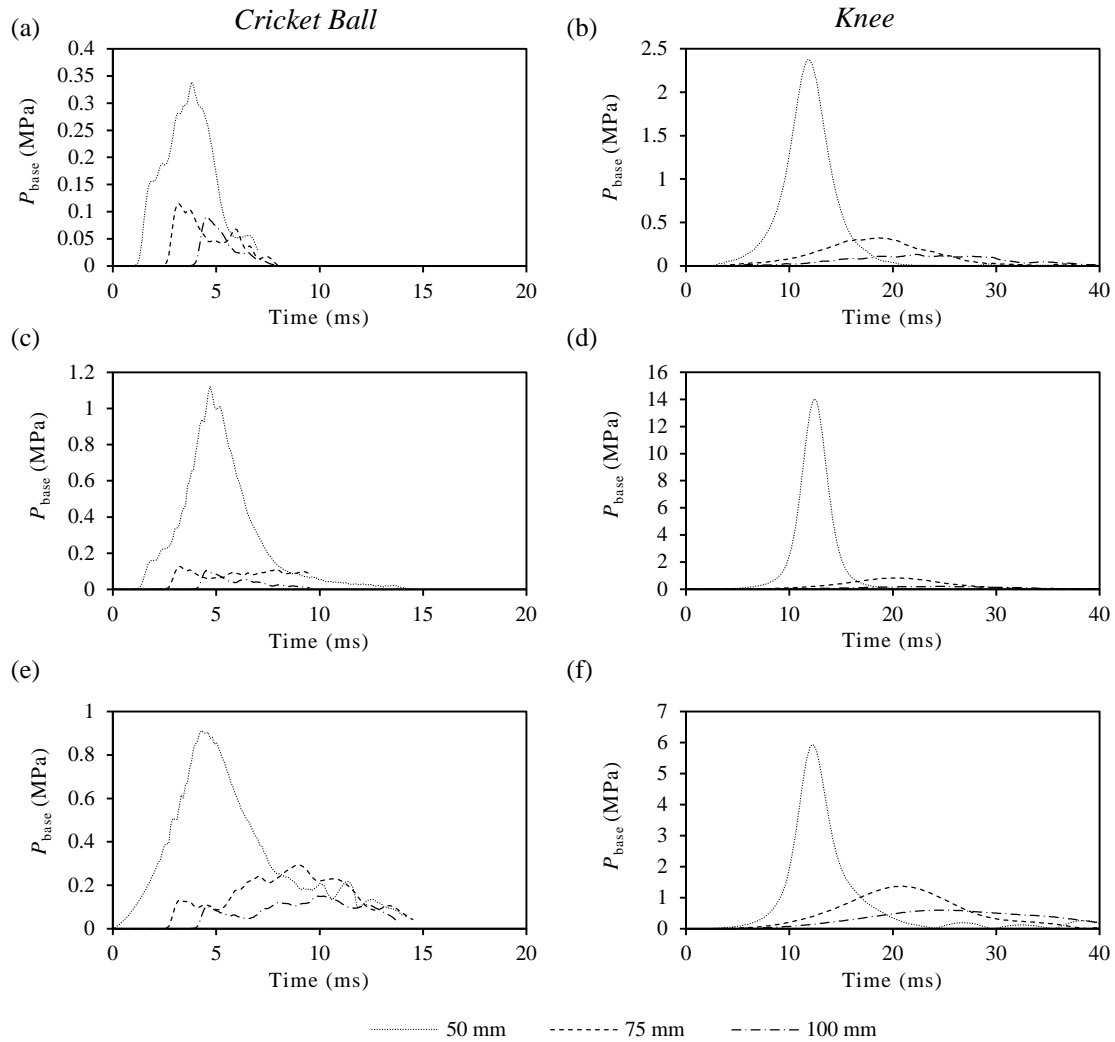 (a) Cricket Ball (b) Knee
0.4
0.35
0.3
0.25
0.2
0.15
0.1
0.05
0
P_base (MPa)
0 5 10 15 20
Time (ms)
2.5
2
1.5
1
0.5
0
P_base (MPa)
0 10 20 30 40
Time (ms)
(c) (d)
1.2
1
0.8
0.6
0.4
0.2
0
P_base (MPa)
0 5 10 15 20
Time (ms)
16
14
12
10
8
6
4
2
0
P_base (MPa)
0 10 20 30 40
Time (ms)
(e) (f)
1
0.8
0.6
0.4
0.2
0
P_base (MPa)
0 5 10 15 20
Time (ms)
7
6
5
4
3
2
1
0
P_base (MPa)
0 10 20 30 40
Time (ms)
50 mm 75 mm 100 mm